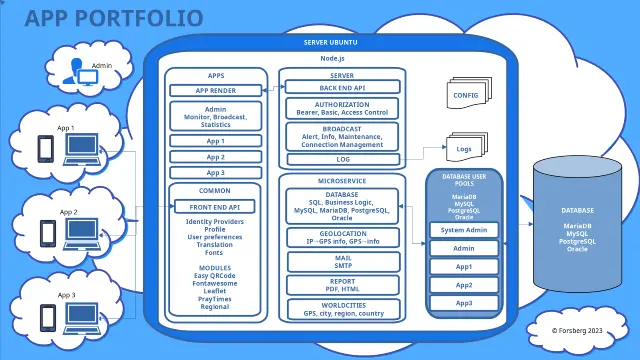 APP PORTFOLIO
SERVER UBUNTU
Node.js
Admin
App 1
App 2
App 3
APPS
APP RENDER
Admin
Monitor, Broadcast,
Statistics
App 1
App 2
App 3
COMMON
FRONT END API
Identity Providers
Profile
User preferences
Translation
Fonts
MODULES
Easy QRCode
Fontawesome
Leaflet
PrayTimes
Regional
SERVER
BACK END API
AUTHORIZATION
Bearer, Basic, Access Control
BROADCAST
Alert, Info, Maintenance,
Connection Management
LOG
MICROSERVICE
DATABASE
SQL, Business Logic,
MySQL, MariaDB, PostgreSQL,
Oracle
GEOLOCATION
IP→GPS info, GPS→info
MAIL
SMTP
REPORT
PDF, HTML
WORLDCITIES
GPS, city, region, country
CONFIG
Logs
DATABASE USER
POOLS
MariaDB
MySQL
PostgreSQL
Oracle
System Admin
Admin
App1
App2
App3
DATABASE
MariaDB
MySQL
PostgreSQL
Oracle
© Forsberg 2023